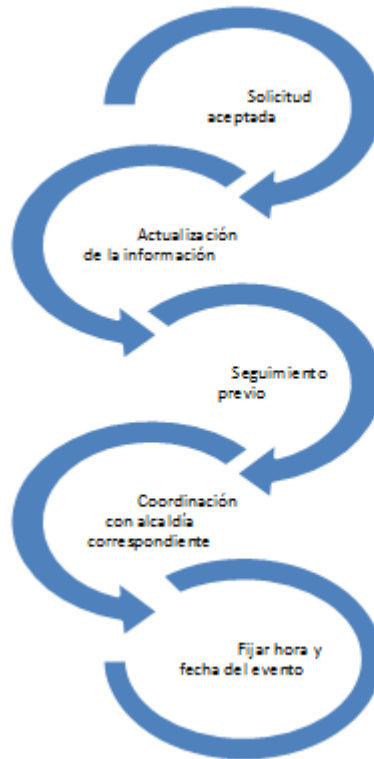 Solicitud
aceptada
Actualización
de la información
Seguimiento
previo
Coordinación
con alcaldía
correspondiente
Fijar hora y
fecha del evento